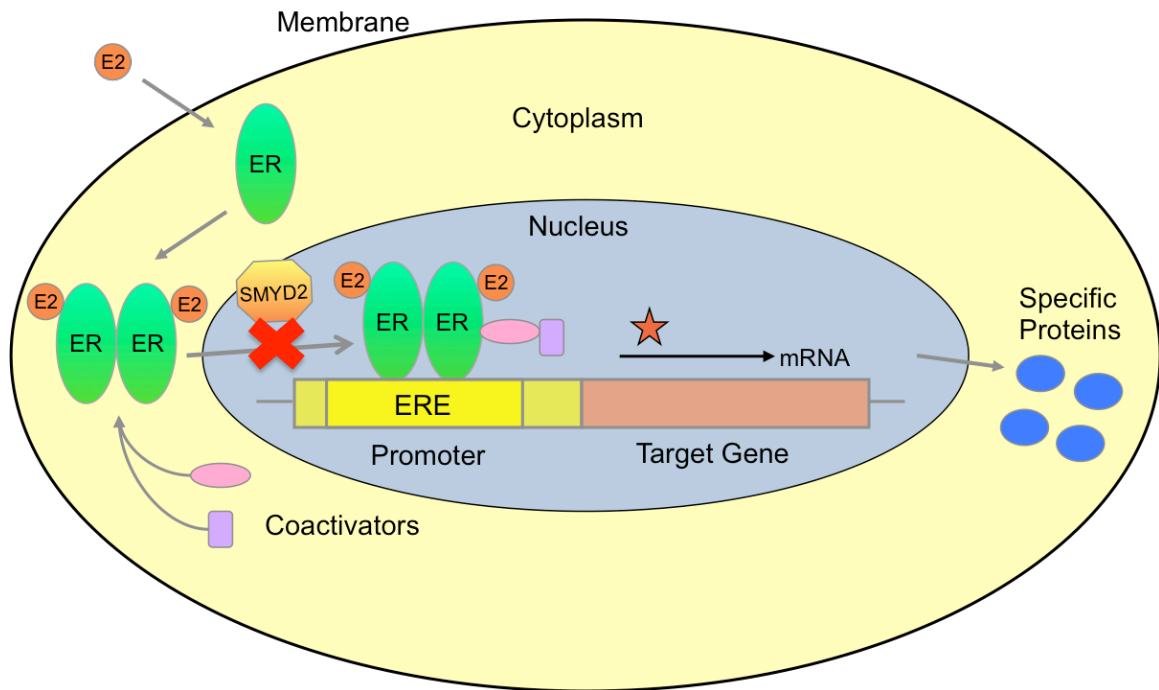 Membrane
E2
Cytoplasm
ER
Nucleus
E2
ER
ER
E2
SMYD2
E2
ER
ER
E2
mRNA
Specific
Proteins
ERE
Promoter
Target Gene
Coactivators